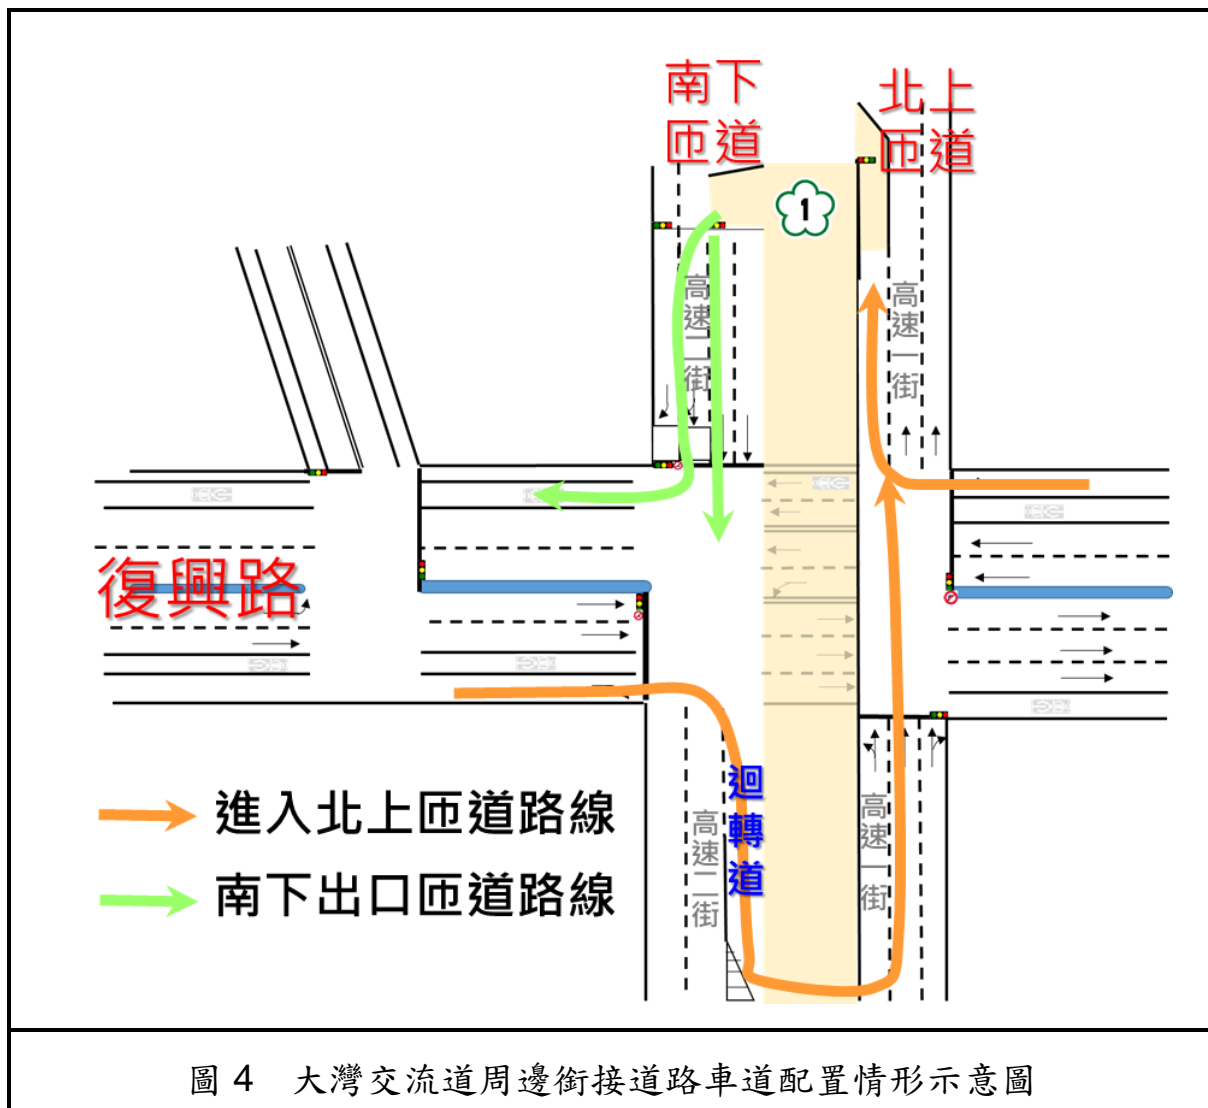 南下
匝道
北上
匝道
1
高速二街
高速一街
復興路
迴轉道
高速二街
高速一街
進入北上匝道路線
南下出口匝道路線
圖 4 大灣交流道周邊銜接道路車道配置情形示意圖